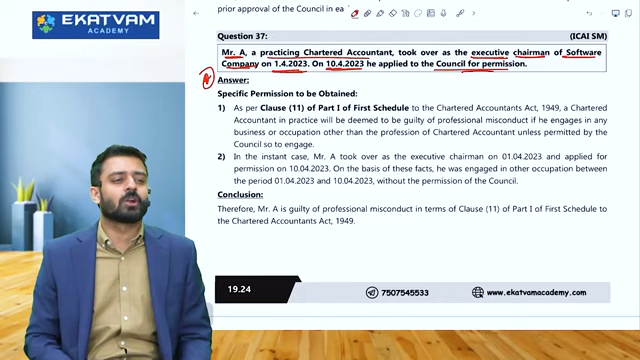 EKATVAM
ACADEMY
prior approval of the Council in ea
Question 37: (ICAI SM)
Mr. A, a practicing Chartered Accountant, took over as the executive chairman of Software
Company on 1.4.2023. On 10.4.2023 he applied to the Council for permission.
Answer:
Specific Permission to be Obtained:
1) As per Clause (11) of Part I of First Schedule to the Chartered Accountants Act, 1949, a Chartered
Accountant in practice will be deemed to be guilty of professional misconduct if he engages in any
business or occupation other than the profession of Chartered Accountant unless permitted by the
Council so to engage.
2) In the instant case, Mr. A took over as the executive chairman on 01.04.2023 and applied for
permission on 10.04.2023. On the basis of these facts, he was engaged in other occupation between
the period 01.04.2023 and 10.04.2023, without the permission of the Council.
Conclusion:
Therefore, Mr. A is guilty of professional misconduct in terms of Clause (11) of Part I of First Schedule to
the Chartered Accountants Act, 1949.
19.24
7507545533
www.ekatvamacademy.com